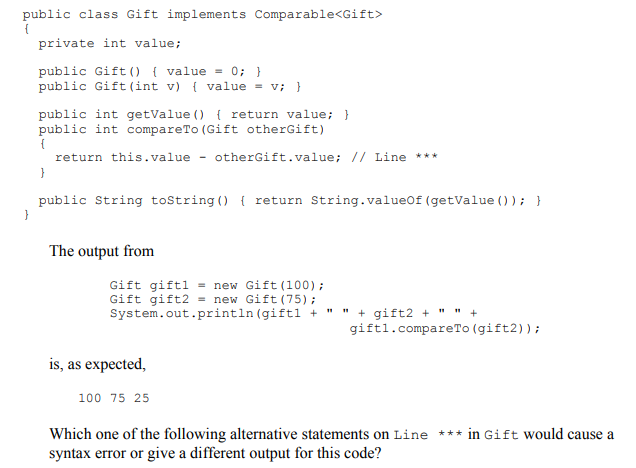 public class Gift implements Comparable<Gift>
{
private int value;
public Gift() { value = 0; }
public Gift(int v) { value = v; }
public int getValue() { return value; }
public int compareTo(Gift otherGift)
{
return this.value - otherGift.value; // Line ***
}
public String toString() { return String.valueOf(getValue()); }
}
The output from
Gift gift1 = new Gift(100);
Gift gift2 = new Gift(75);
System.out.println(gift1 + " " + gift2 + " " +
gift1.compareTo(gift2));
is, as expected,
100 75 25
Which one of the following alternative statements on Line *** in Gift would cause a
syntax error or give a different output for this code?